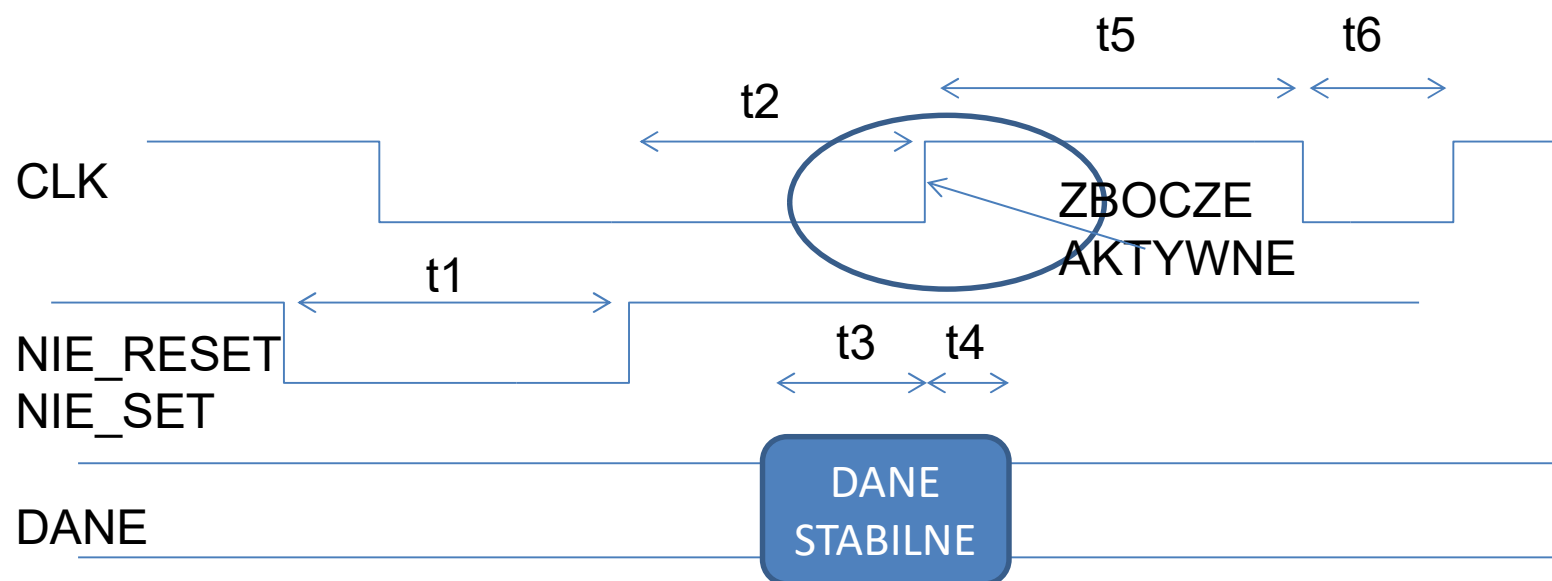 t5
t6
t2
CLK
ZBOCZE
AKTYWNE
t1
NIE_RESET
NIE_SET
t3
t4
DANE
DANE
STABILNE